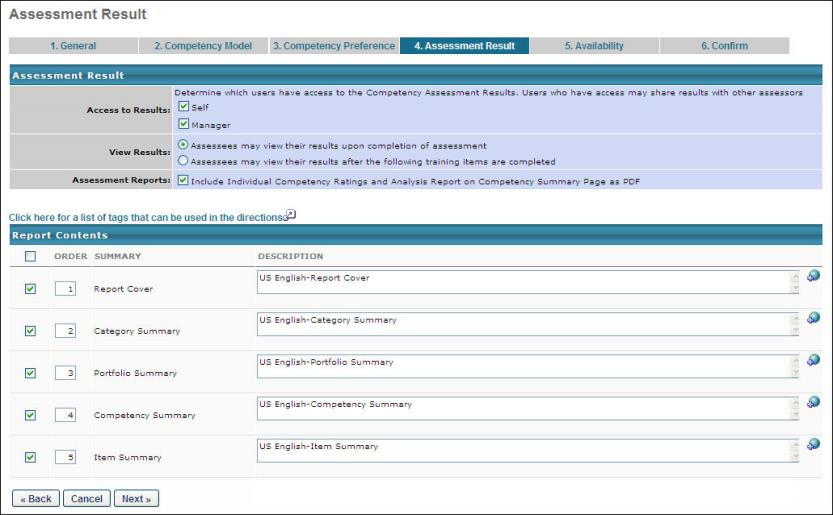 Assessment Result
1. General 2. Competency Model 3. Competency Preference 4. Assessment Result 5. Availability 6. Confirm
Assessment Result
Determine which users have access to the Competency Assessment Results. Users who have access may share results with other assessors
Access to Results: Self
Manager
View Results: Assessees may view their results upon completion of assessment
Assessees may view their results after the following training items are completed
Assessment Reports: Include Individual Competency Ratings and Analysis Report on Competency Summary Page as PDF
Click here for a list of tags that can be used in the directions
Report Contents
ORDER SUMMARY DESCRIPTION
1 Report Cover US English-Report Cover
2 Category Summary US English-Category Summary
3 Portfolio Summary US English-Portfolio Summary
4 Competency Summary US English-Competency Summary
5 Item Summary US English-Item Summary
« Back Cancel Next »